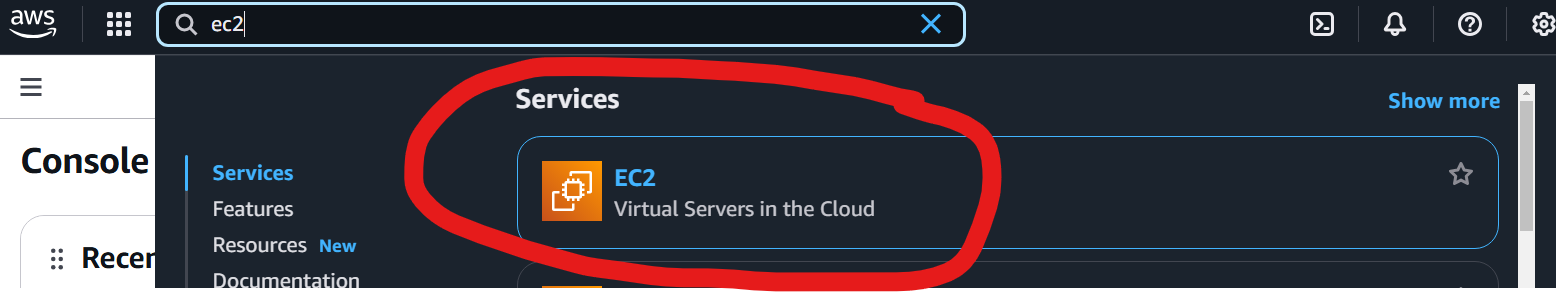 aws
ec2
Services
Show more
Console
Services
EC2
Features
Virtual Servers in the Cloud
Resources New
Recen
Documentation